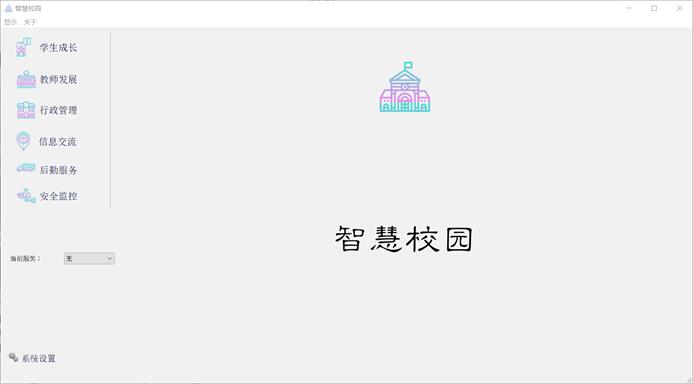 智慧校园
显示 关于
学生成长
教师发展
行政管理
信息交流
后勤服务
安全监控
智慧校园
当前服务： 无
系统设置